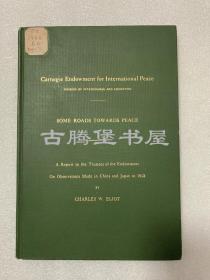 Carnegie Endowment for International Peace
DIVISION OF INTERCOURSE AND EDUCATION
SOME ROADS TOWARDS PEACE
古腾堡书屋
A Report to the Trustees of the Endowment
On Observations Made in China and Japan in 1912
BY
CHARLES W. ELIOT